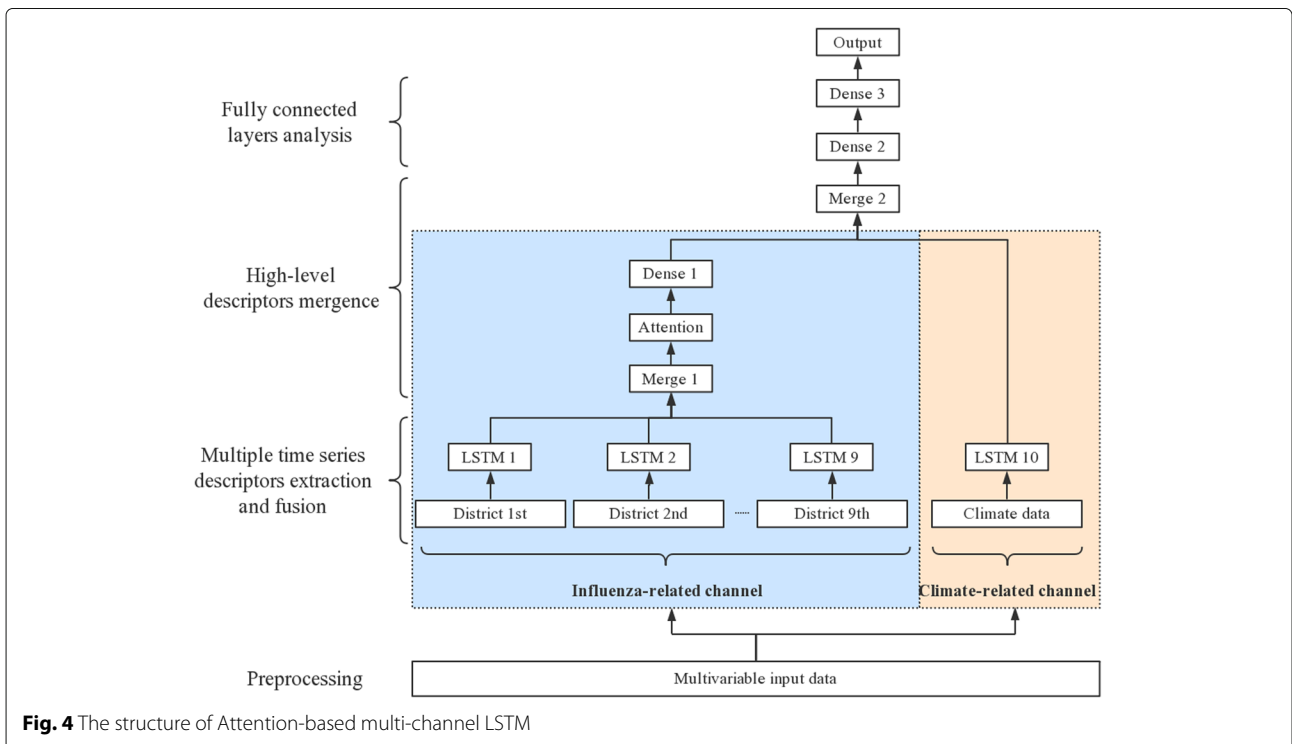 Output
Dense 3
Fully connected
layers analysis
Dense 2
Merge 2
High-level
descriptors mergence
Dense 1
Attention
Merge 1
Multiple time series
descriptors extraction
and fusion
LSTM 1
LSTM 2
LSTM 9
LSTM 10
District 1st
District 2nd
......
District 9th
Climate data
Influenza-related channel
Climate-related channel
Preprocessing
Multivariable input data
Fig. 4 The structure of Attention-based multi-channel LSTM